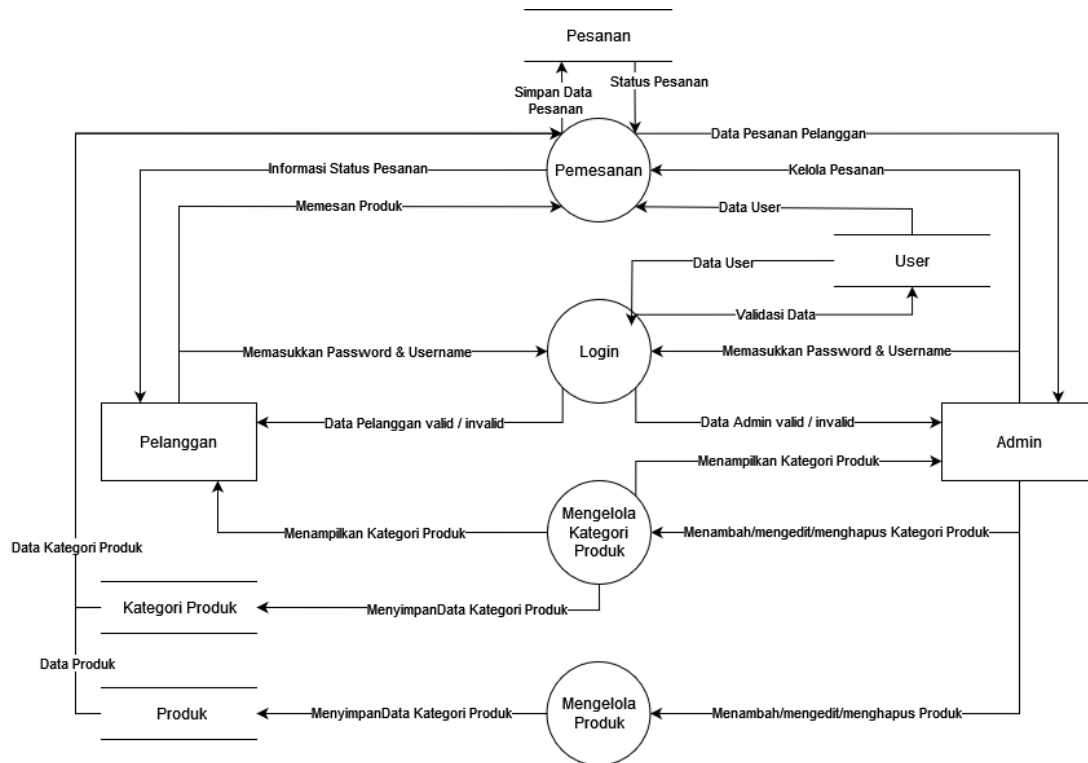 Pesanan
Simpan Data
Pesanan
Status Pesanan
Data Pesanan Pelanggan
Informasi Status Pesanan
Pemesanan
Kelola Pesanan
Memesan Produk
Data User
Data User
User
Validasi Data
Memasukkan Password & Username
Login
Memasukkan Password & Username
Data Pelanggan valid / invalid
Data Admin valid / invalid
Pelanggan
Admin
Menampilkan Kategori Produk
Menampilkan Kategori Produk
Mengelola
Kategori
Produk
Menambah/mengedit/menghapus Kategori Produk
Data Kategori Produk
Kategori Produk
MenyimpanData Kategori Produk
Data Produk
Produk
MenyimpanData Kategori Produk
Mengelola
Produk
Menambah/mengedit/menghapus Produk